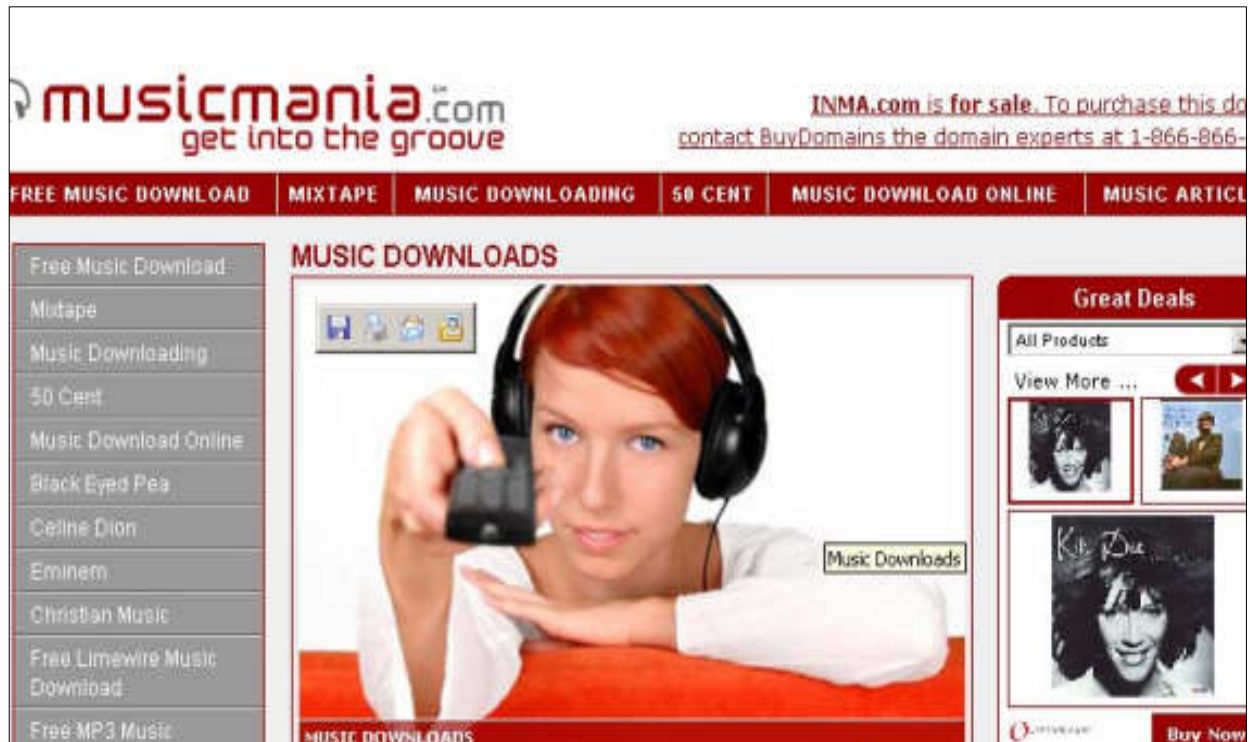 musicmania.com
get into the groove
INMA.com is for sale. To purchase this do
contact BuyDomains the domain experts at 1-866-866-
FREE MUSIC DOWNLOAD
MIXTAPE
MUSIC DOWNLOADING
50 CENT
MUSIC DOWNLOAD ONLINE
MUSIC ARTICL
Free Music Download
Mixtape
Music Downloading
50 Cent
Music Download Online
Black Eyed Pea
Celine Dion
Eminem
Christian Music
Free Limewire Music
Download
Free MP3 Music
MUSIC DOWNLOADS
Music Downloads
MUSIC DOWNLOADS
Great Deals
All Products
View More ...
Kiki Dee
Buy Now